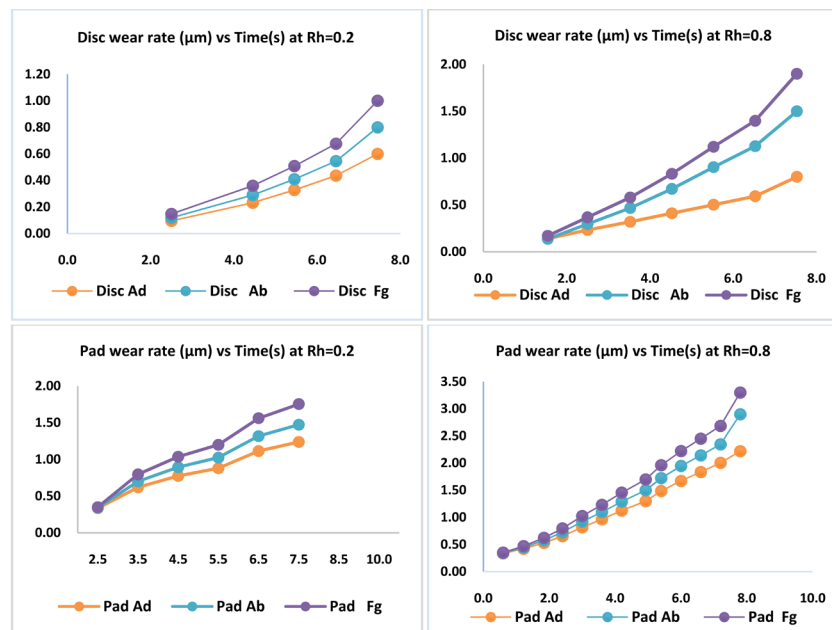 Disc wear rate (µm) vs Time(s) at Rh=0.2
1.20
1.00
0.80
0.60
0.40
0.20
0.00
0.0 2.0 4.0 6.0 8.0
Disc Ad Disc Ab Disc Fg
Disc wear rate (µm) vs Time(s) at Rh=0.8
2.00
1.50
1.00
0.50
0.00
0.0 2.0 4.0 6.0 8.0
Disc Ad Disc Ab Disc Fg
Pad wear rate (µm) vs Time(s) at Rh=0.2
2.00
1.50
1.00
0.50
0.00
2.5 3.5 4.5 5.5 6.5 7.5 8.5 10.0
Pad Ad Pad Ab Pad Fg
Pad wear rate (µm) vs Time(s) at Rh=0.8
3.50
3.00
2.50
2.00
1.50
1.00
0.50
0.00
0.0 2.0 4.0 6.0 8.0 10.0
Pad Ad Pad Ab Pad Fg